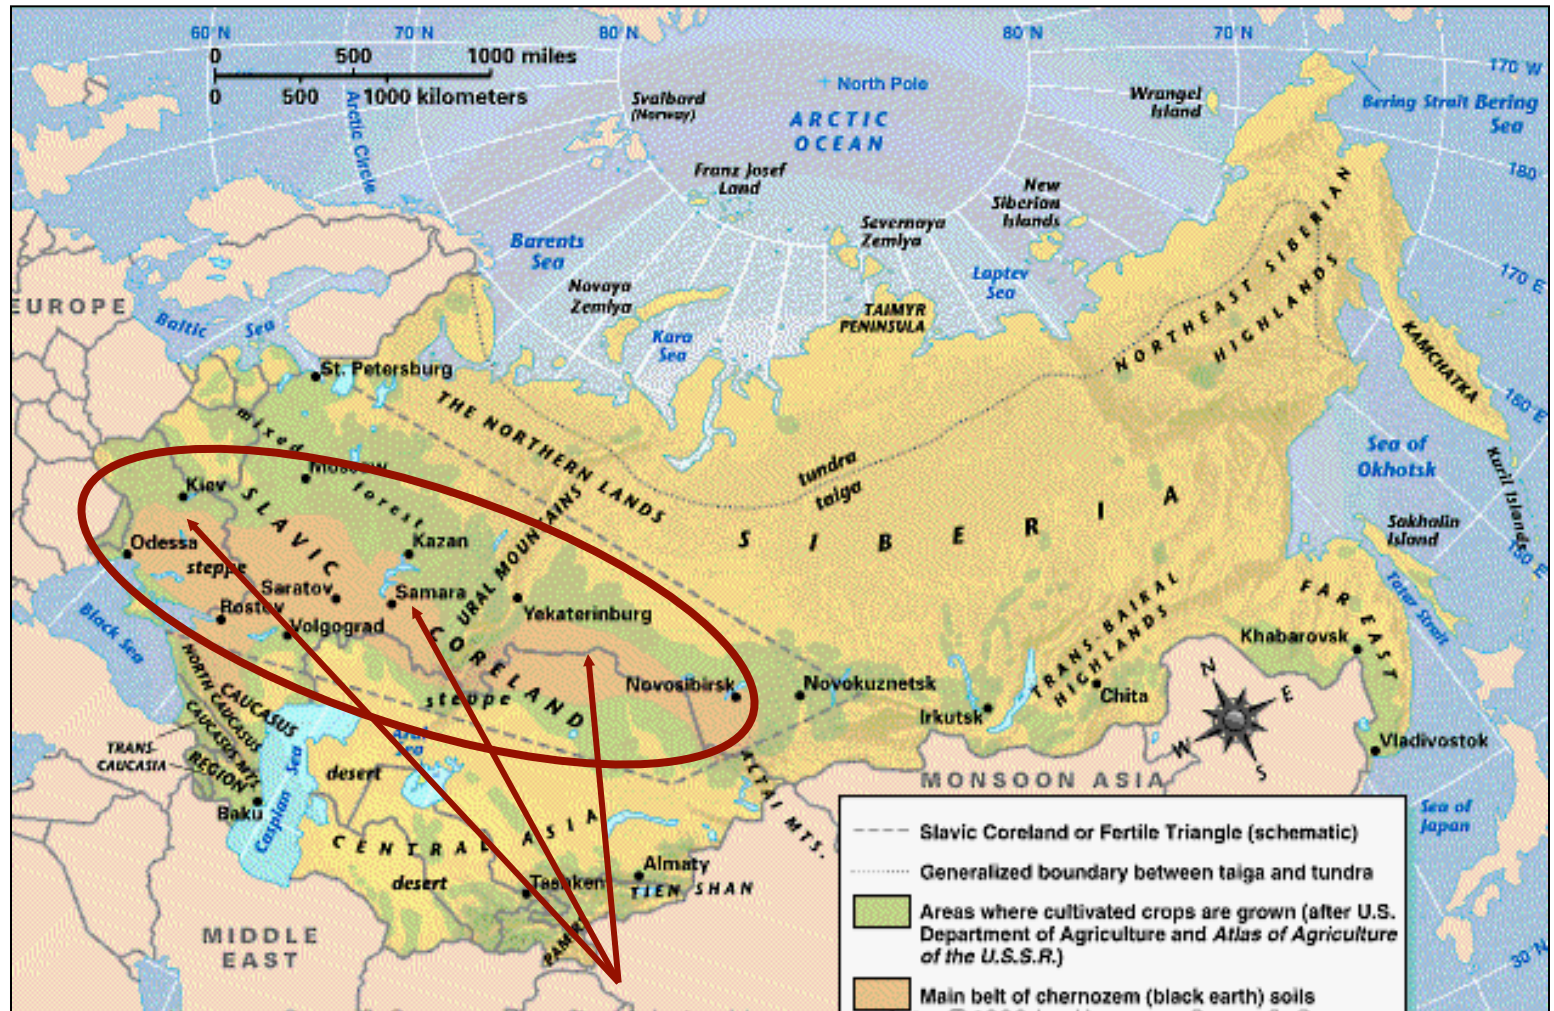 60 N
70 N
80 N
80 N
70 N
170 W
0 500 1000 miles
0 500 1000 kilometers
Arctic Circle
Svalbard
(Norway)
North Pole
ARCTIC
OCEAN
Wrangel
Island
Bering Strait
Bering
Sea
180
Franz Josef
Land
New
Siberian
Islands
Severnaya
Zemlya
Barents
Sea
Novaya
Zemlya
Laptev
Sea
170 E
EUROPE
Baltic Sea
Kara
Sea
TAIMYR
PENINSULA
NORTHEAST SIBERIAN
HIGHLANDS
KAMCHATKA
160 E
St. Petersburg
THE NORTHERN LANDS
mixed
forest
Moscow
tundra
taiga
Sea of
Okhotsk
Kuril Islands
Kiev
SLAVIC
CORELAND
SIBERIA
Sakhalin
Island
150 E
Odessa
steppe
Kazan
URAL MOUNTAINS
Saratov
Samara
Rostov
Volgograd
Yekaterinburg
Black Sea
TRANS-BAIKAL
HIGHLANDS
FAR EAST
Tatar Strait
Khabarovsk
N
E
S
W
steppe
Novosibirsk
Novokuznetsk
Irkutsk
Chita
Vladivostok
NORTH CAUCASUS
CAUCASUS
CAUCASUS MTS.
REGION
TRANS-
CAUCASIA
Aral
Sea
Caspian Sea
desert
ALTAI MTS.
MONSOON ASIA
Baku
CENTRAL ASIA
desert
Almaty
TIEN SHAN
MIDDLE
EAST
Sea of
Japan
30 N
Slavic Coreland or Fertile Triangle (schematic)
Generalized boundary between taiga and tundra
Areas where cultivated crops are grown (after U.S.
Department of Agriculture and Atlas of Agriculture
of the U.S.S.R.)
Main belt of chernozem (black earth) soils